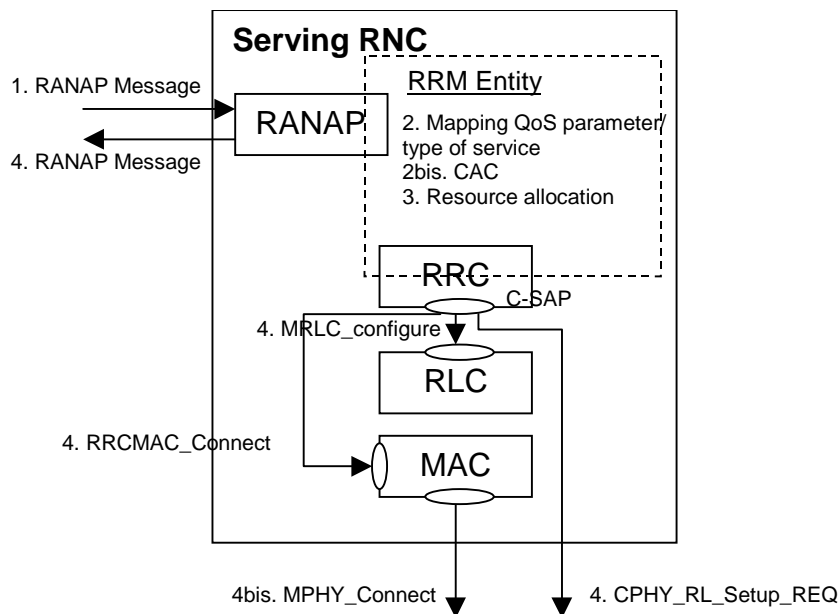 Serving RNC
1. RANAP Message
RRM Entity
RANAP
2. Mapping QoS parameter/
type of service
2bis. CAC
3. Resource allocation
4. RANAP Message
RRC
C-SAP
4. MRLC_configure
RLC
4. RRCMAC_Connect
MAC
4bis. MPHY_Connect
4. CPHY_RL_Setup_REQ